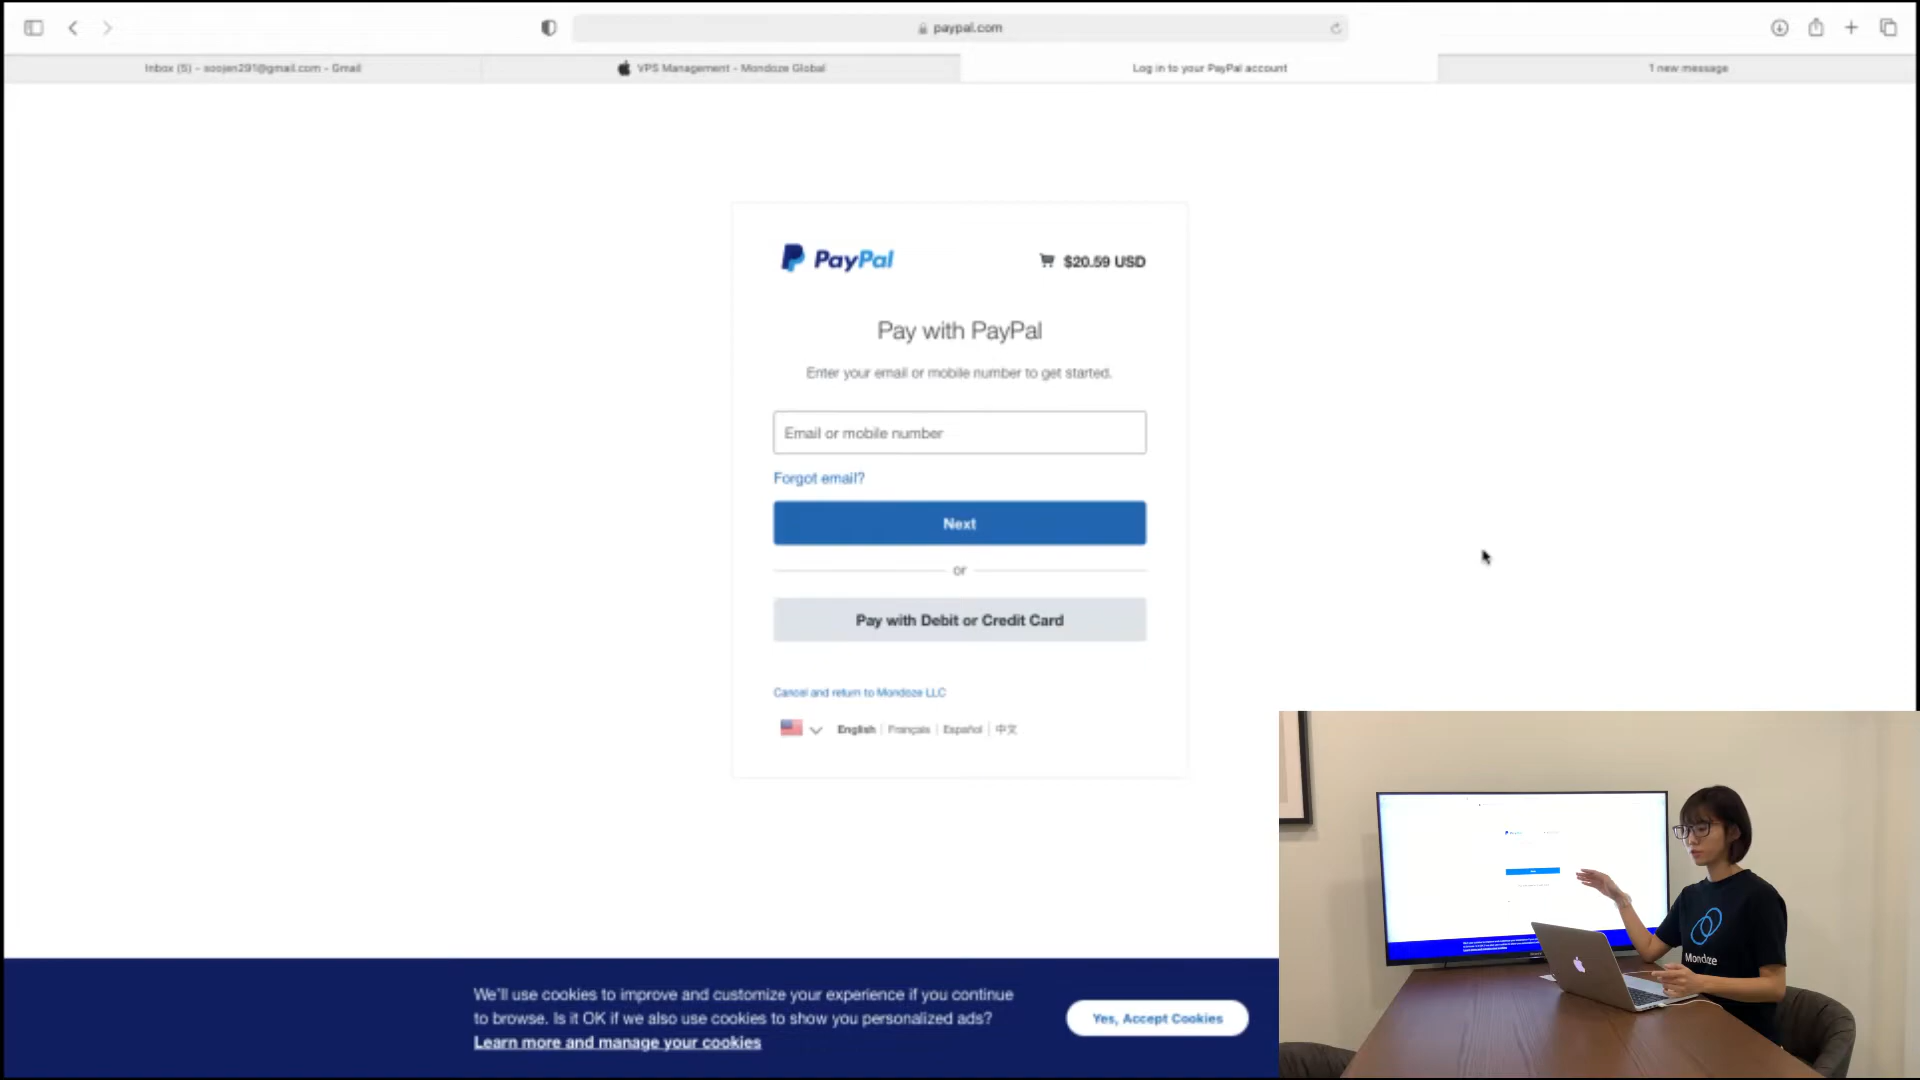 paypal.com
Inbox (5) – soojen291@gmail.com – Gmail
VPS Management – Mondoze Global
Log in to your PayPal account
1 new message
PayPal
$20.59 USD
Pay with PayPal
Enter your email or mobile number to get started.
Email or mobile number
Forgot email?
Next
or
Pay with Debit or Credit Card
Cancel and return to Mondoze LLC
English | Français | Español | 中文
We'll use cookies to improve and customize your experience if you continue
to browse. Is it OK if we also use cookies to show you personalized ads?
Learn more and manage your cookies
Yes, Accept Cookies
Mondoze